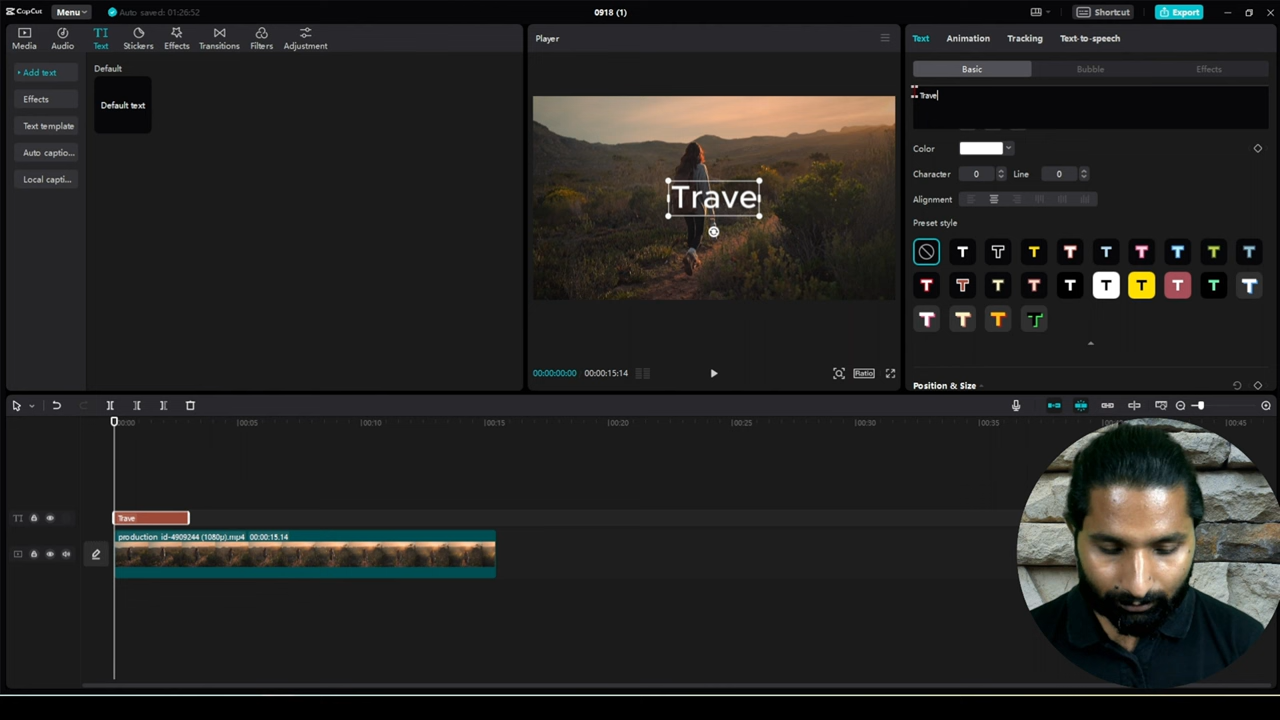 CapCut Menu Auto saved: 01:26:52 0918 (1) Shortcut Export
Media Audio Text Stickers Effects Transitions Filters Adjustment
Add text
Effects
Text template
Auto captio...
Local capti...
Default
Default text
Player
Trave
00:00:00:00 00:00:15:14 Ratio
Text Animation Tracking Text-to-speech
Basic Bubble Effects
Trave
Color
Character 0 Line 0
Alignment
Preset style
T T T T T T T T T
T T T T T T T T T T
T T T T
Position & Size
00:00 |00:05 |00:10 |00:15 |00:20 |00:25 |00:30 |00:35 |00:45
TI Trave
production id-4909244 (1080p).mp4 00:00:15:14